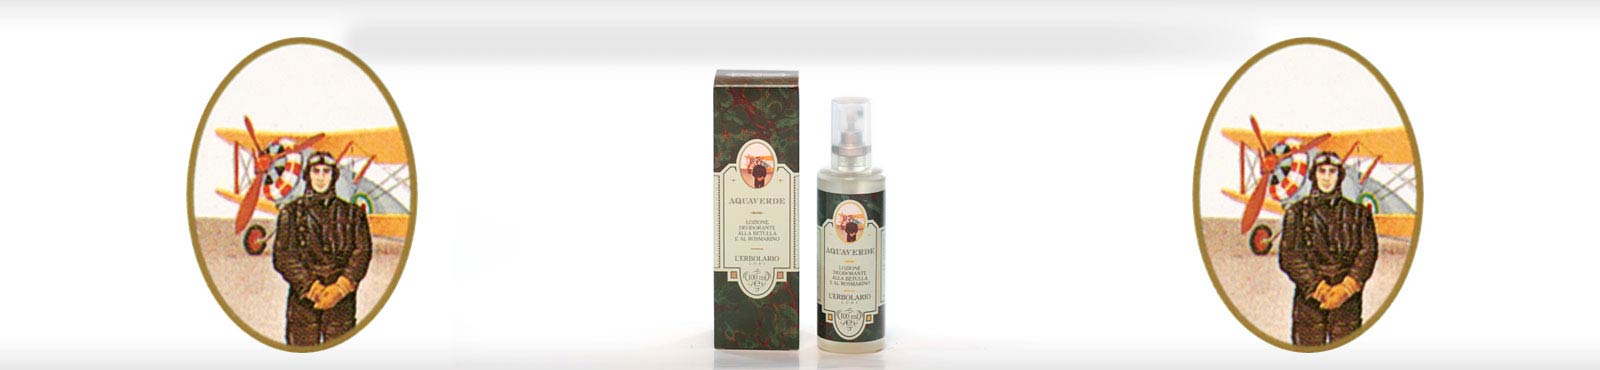 AQUAVERDE
LOZIONE
DEODORANTE
ALLA BETULLA
E AL ROSMARINO
L'ERBOLARIO
LODI
100 ml
e
AQUAVERDE
LOZIONE
DEODORANTE
ALLA BETULLA
E AL ROSMARINO
L'ERBOLARIO
LODI
100 ml
e